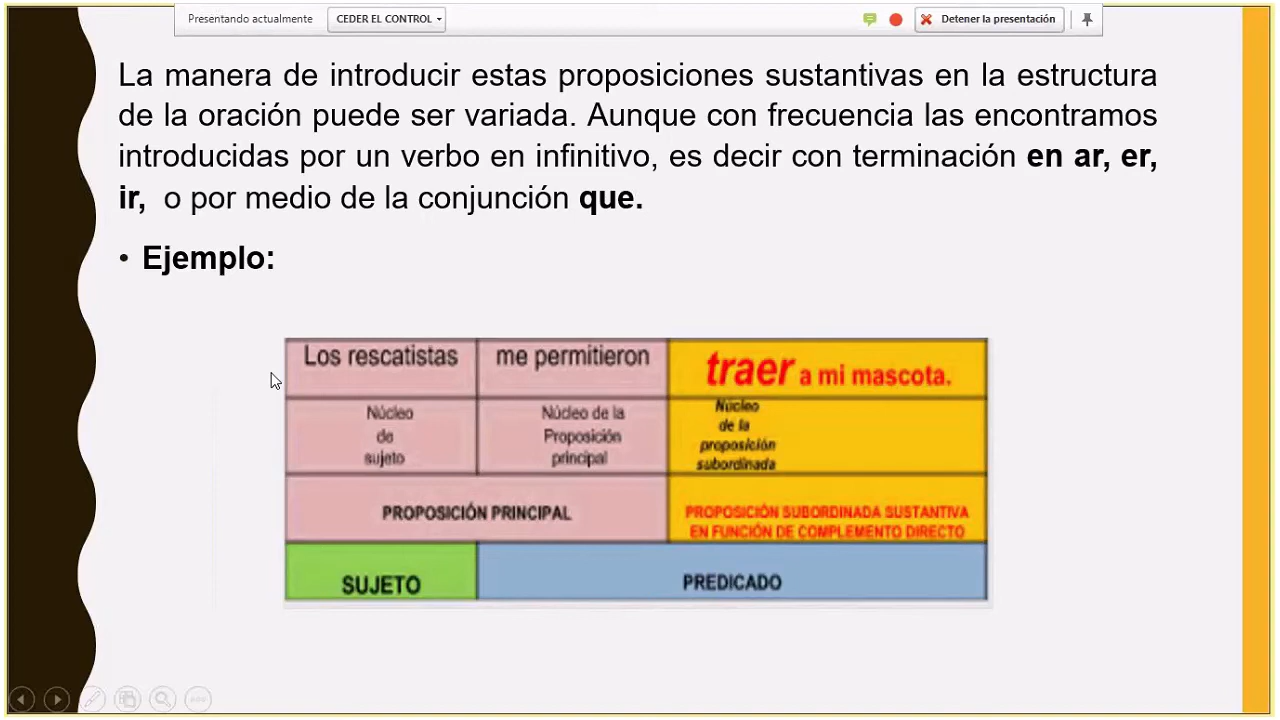 Presentando actualmente CEDER EL CONTROL Detener la presentación
La manera de introducir estas proposiciones sustantivas en la estructura
de la oración puede ser variada. Aunque con frecuencia las encontramos
introducidas por un verbo en infinitivo, es decir con terminación en ar, er,
ir, o por medio de la conjunción que.
• Ejemplo:
Los rescatistas me permitieron traer a mi mascota.
Núcleo
de
sujeto
Núcleo de la
Proposición
principal
Núcleo
de la
proposición
subordinada
PROPOSICIÓN PRINCIPAL
PROPOSICIÓN SUBORDINADA SUSTANTIVA
EN FUNCIÓN DE COMPLEMENTO DIRECTO
SUJETO PREDICADO